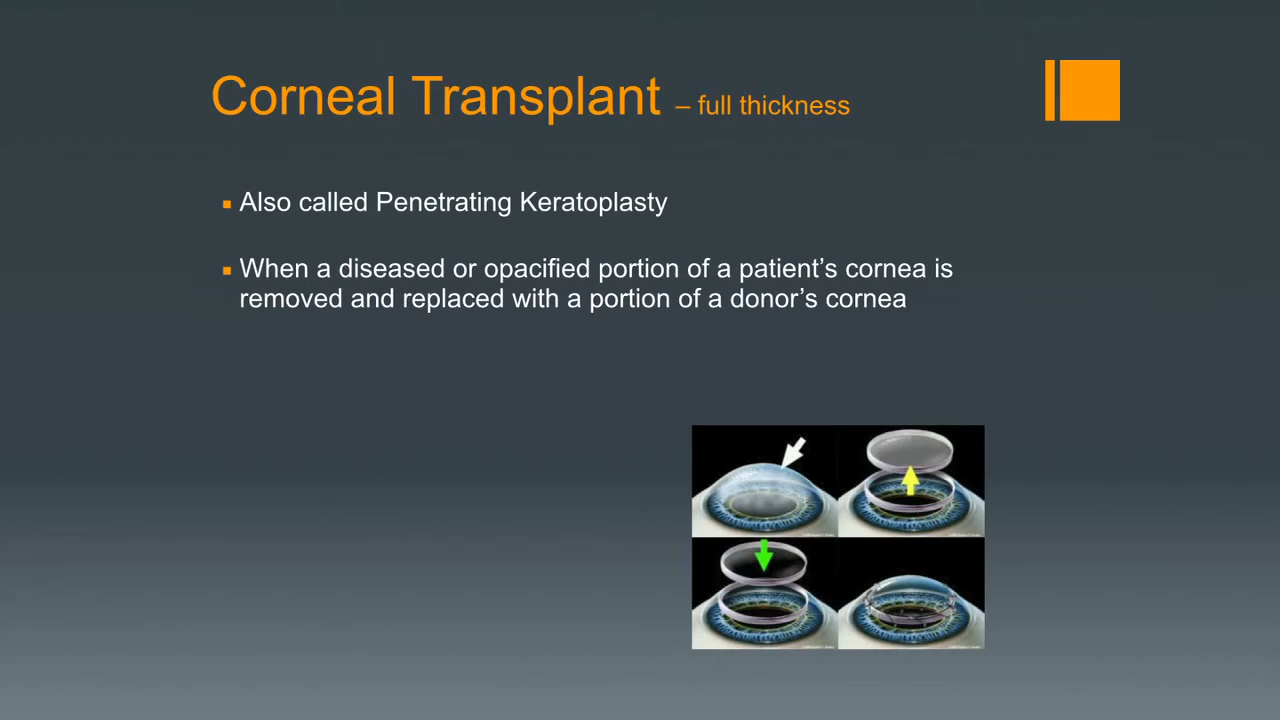 Corneal Transplant – full thickness
▪ Also called Penetrating Keratoplasty
▪ When a diseased or opacified portion of a patient’s cornea is
removed and replaced with a portion of a donor’s cornea